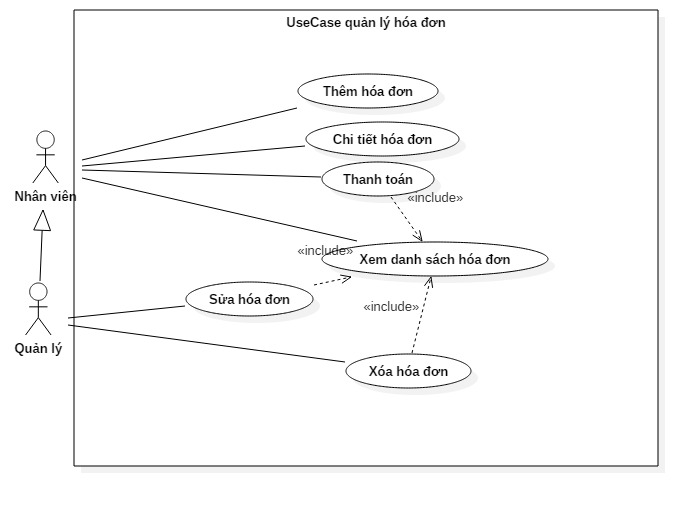 UseCase quản lý hóa đơn
Thêm hóa đơn
Chi tiết hóa đơn
Thanh toán
Nhân viên
«include»
«include»
Xem danh sách hóa đơn
Sửa hóa đơn
«include»
Quản lý
Xóa hóa đơn